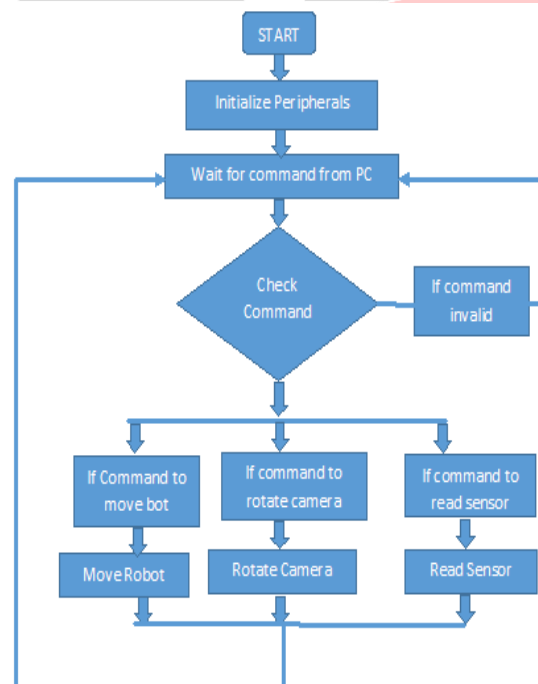 START
Initialize Peripherals
Wait for command from PC
Check
Command
If command
invalid
If Command to
move bot
If command to
rotate camera
If command to
read sensor
Move Robot
Rotate Camera
Read Sensor